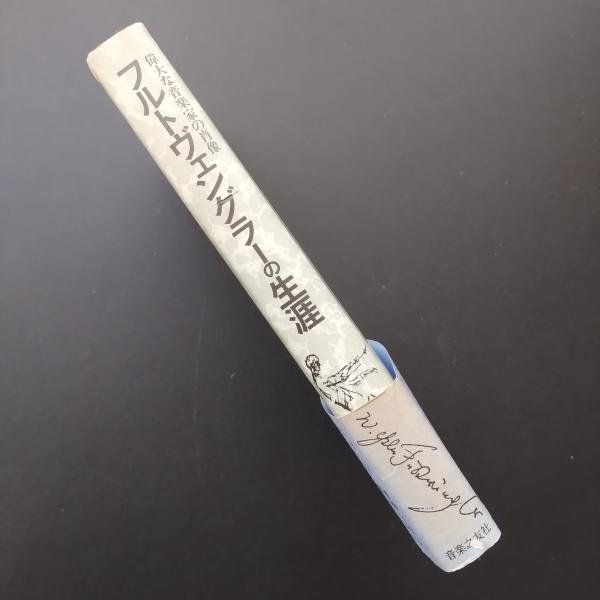 偉大な音楽家の肖像
フルトヴェングラーの生涯
音楽之友社